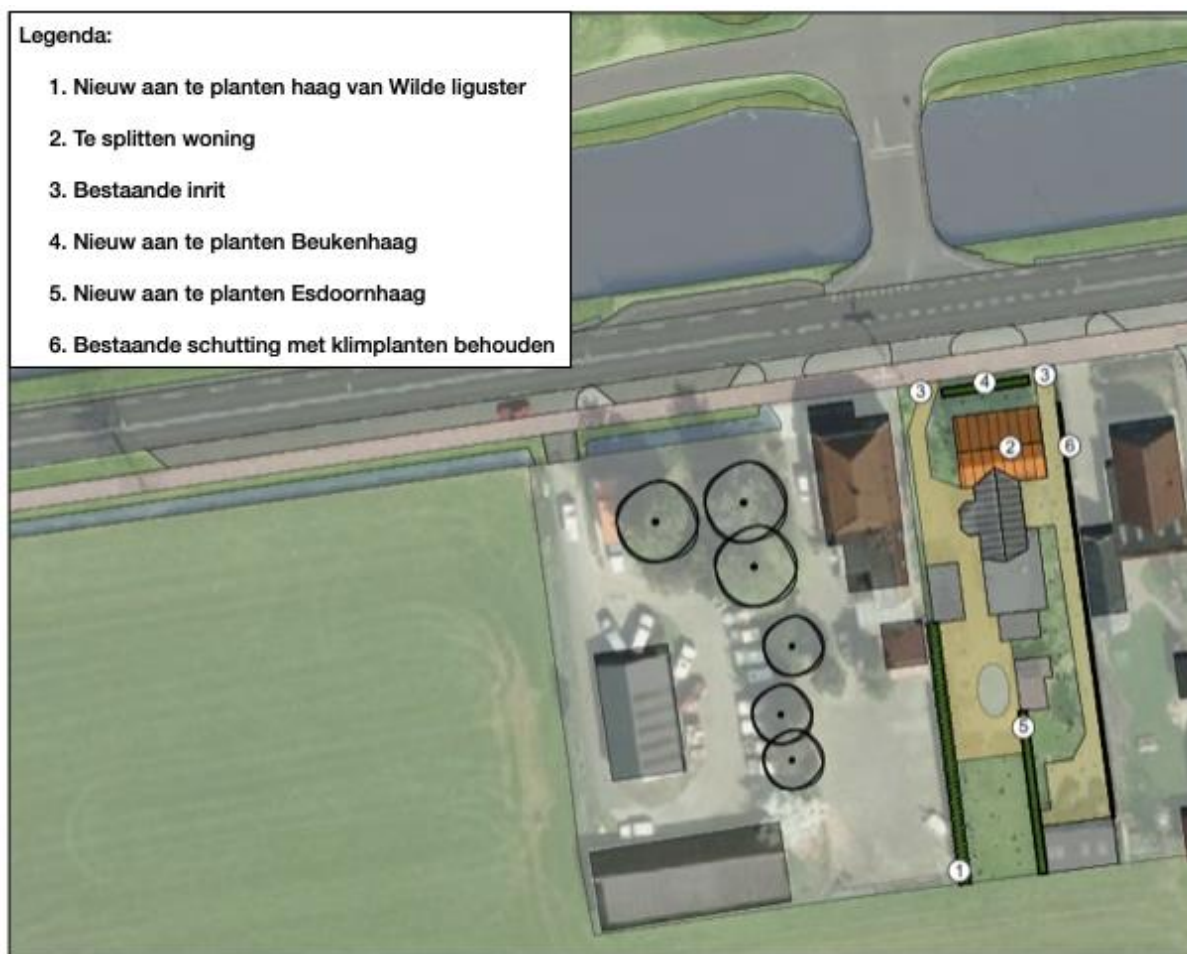 Legenda:
1. Nieuw aan te planten haag van Wilde liguster
2. Te splitten woning
3. Bestaande inrit
4. Nieuw aan te planten Beukenhaag
5. Nieuw aan te planten Esdoornhaag
6. Bestaande schutting met klimplanten behouden
3
4
3
2
6
5
1